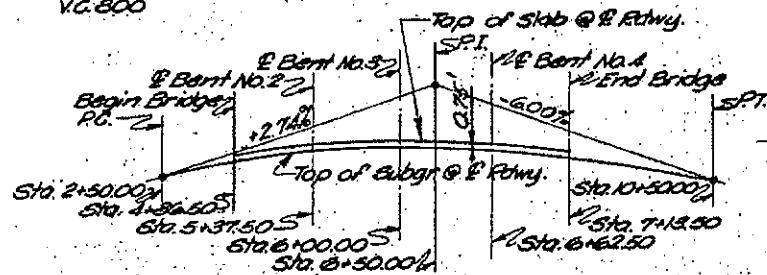 V.C. 800
Top of Slab @ ℄ Rdwy.
P.I.
℄ Bent No. 3
℄ Bent No. 4
℄ Bent No. 2
End Bridge
Begin Bridge
P.C.
P.T.
+2.74%
-6.00%
0.75'
Top of Subgr. @ ℄ Rdwy.
Sta. 2+50.00
Sta. 10+50.00
Sta. 4+86.50
Sta. 7+13.50
Sta. 5+37.50
Sta. 6+00.00
Sta. 6+62.50
Sta. 6+50.00